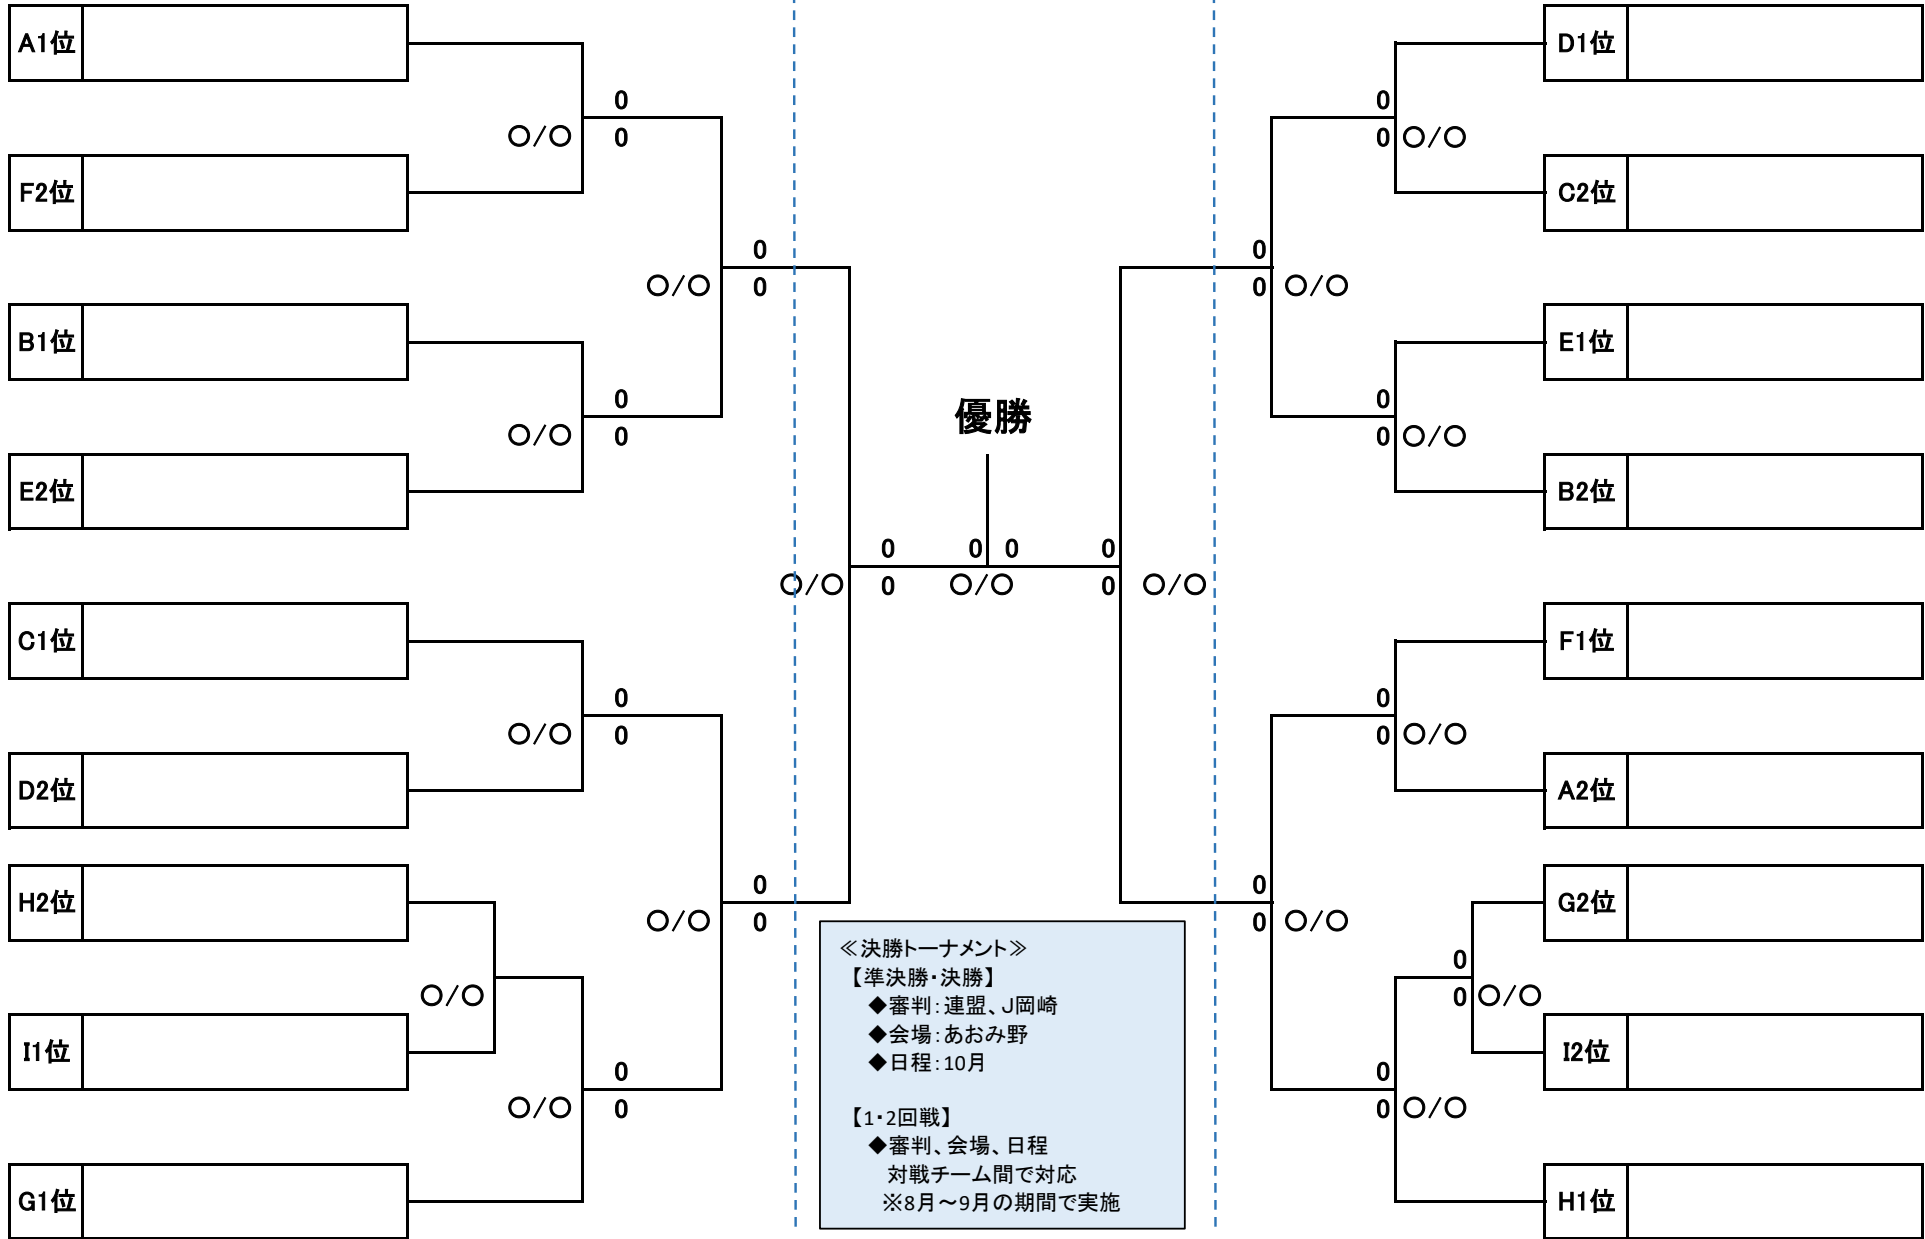 A1位
F2位
B1位
E2位
C1位
D2位
H2位
I1位
G1位
0
〇/〇
0
0
〇/〇
0
0
〇/〇
0
0
〇/〇
0
〇/〇
0
〇/〇
0
0
〇/〇
0
0
〇/〇
0
優勝
0
0 0
0
〇/〇
0
〇/〇
0
〇/〇
0
0 〇/〇
0
0 〇/〇
0
0 〇/〇
0
0 〇/〇
0
0 〇/〇
0
0 〇/〇
0
0 〇/〇
D1位
C2位
E1位
B2位
F1位
A2位
G2位
I2位
H1位
≪決勝トーナメント≫
【準決勝・決勝】
◆審判：連盟、J岡崎
◆会場：あおみ野
◆日程：10月
【1・2回戦】
◆審判、会場、日程
対戦チーム間で対応
※8月～9月の期間で実施